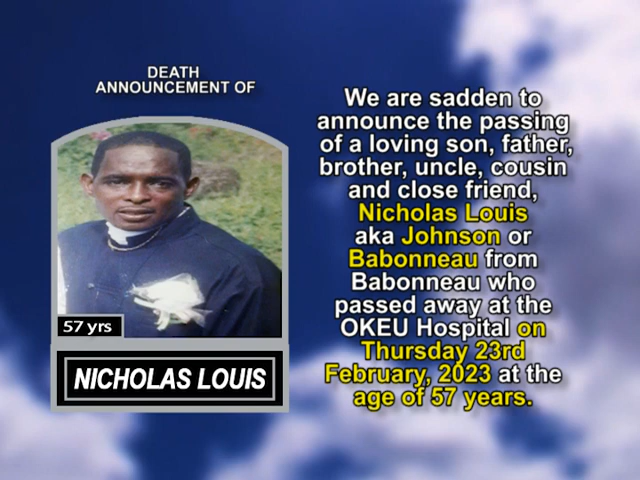 DEATH
ANNOUNCEMENT OF
57 yrs
NICHOLAS LOUIS
We are sadden to
announce the passing
of a loving son, father,
brother, uncle, cousin
and close friend,
Nicholas Louis
aka Johnson or
Babonneau from
Babonneau who
passed away at the
OKEU Hospital on
Thursday 23rd
February, 2023 at the
age of 57 years.